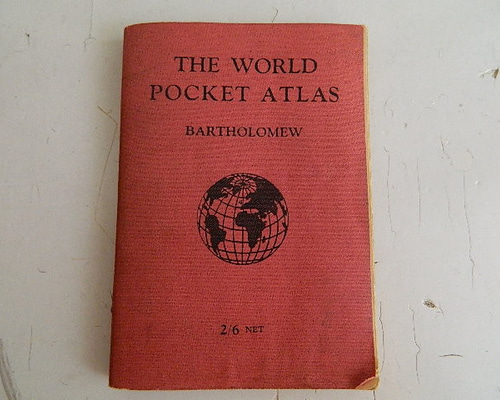 THE WORLD
POCKET ATLAS
BARTHOLOMEW
2/6 NET